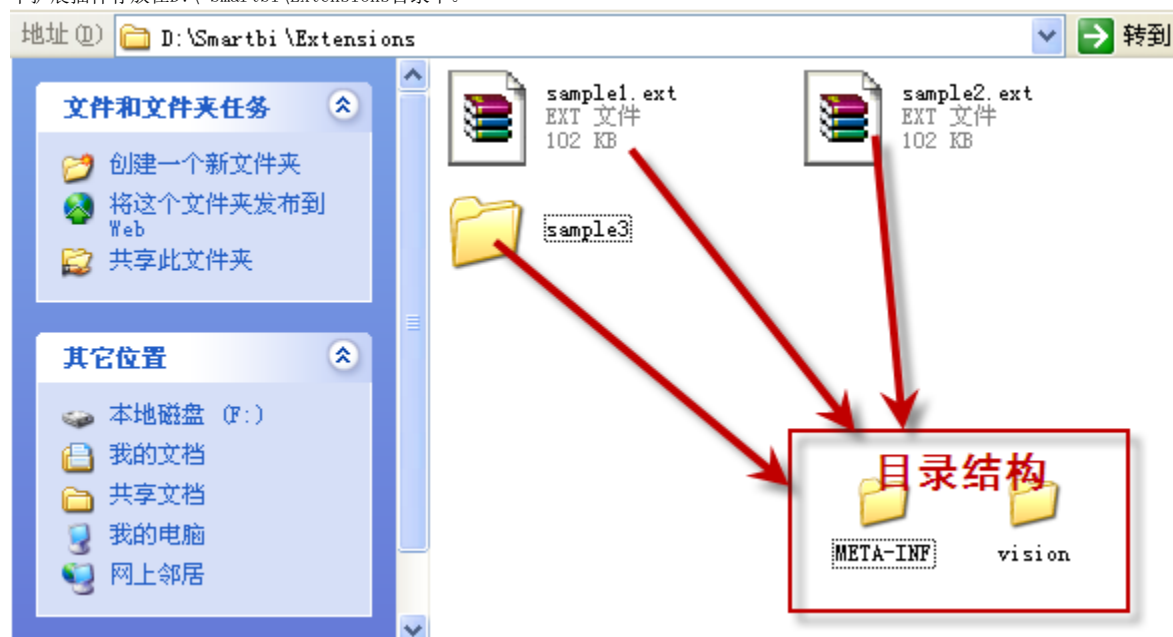 地址(D) D:\Smartbi\Extensions 转到
文件和文件夹任务
创建一个新文件夹
将这个文件夹发布到
Web
共享此文件夹
其它位置
本地磁盘 (F:)
我的文档
共享文档
我的电脑
网上邻居
sample1.ext
EXT 文件
102 KB
sample2.ext
EXT 文件
102 KB
sample3
目录结构
META-INF
vision